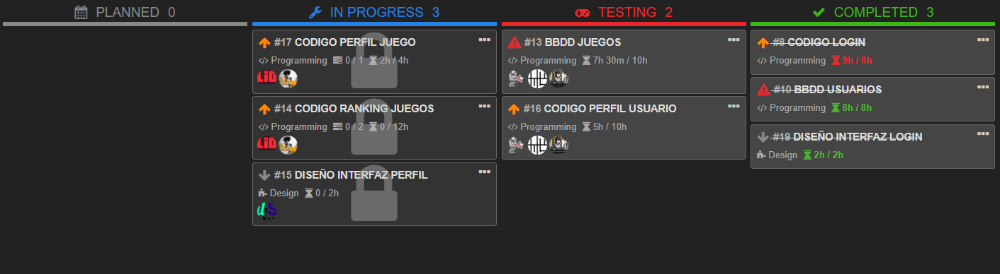 PLANNED 0
IN PROGRESS 3
TESTING 2
COMPLETED 3
#17 CODIGO PERFIL JUEGO
Programming 0 / 1 2h / 4h
LiD
#14 CODIGO RANKING JUEGOS
Programming 0 / 2 0 / 12h
LiD
#15 DISEÑO INTERFAZ PERFIL
Design 0 / 2h
#13 BBDD JUEGOS
Programming 7h 30m / 10h
#16 CODIGO PERFIL USUARIO
Programming 5h / 10h
#8 CODIGO LOGIN
Programming 9h / 8h
#10 BBDD USUARIOS
Programming 8h / 8h
#19 DISEÑO INTERFAZ LOGIN
Design 2h / 2h